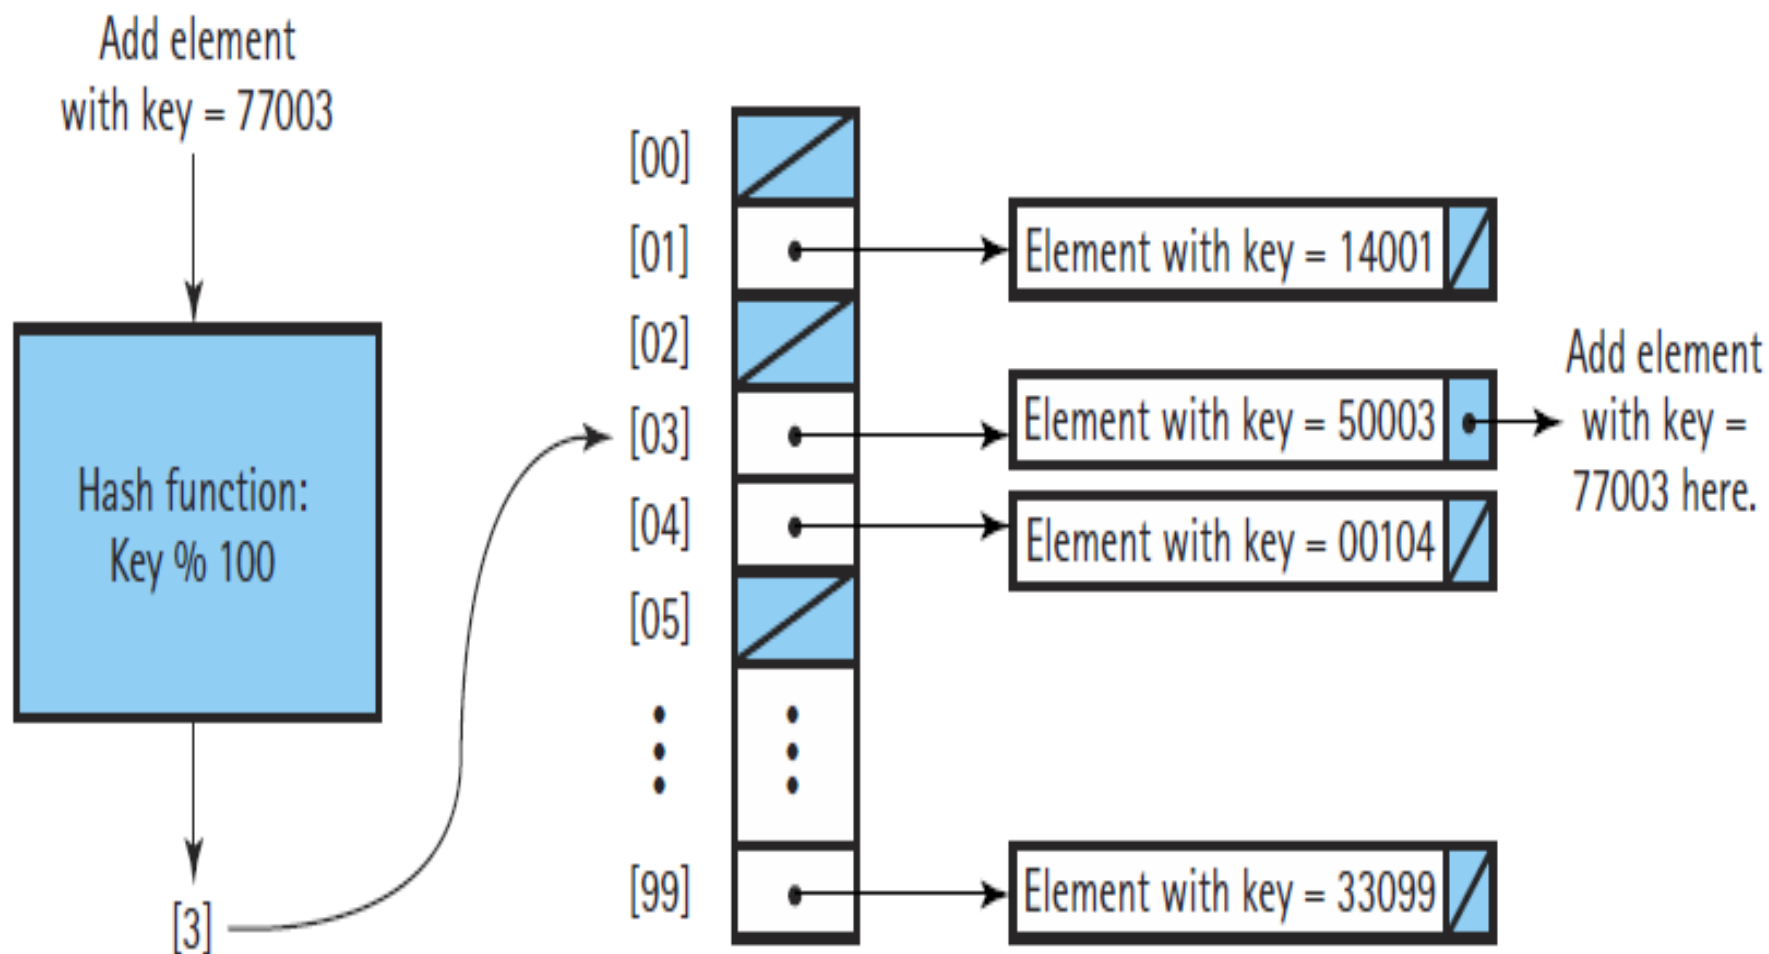 Add element
with key = 77003
Hash function:
Key % 100
[3]
[00]
[01]
[02]
[03]
[04]
[05]
[99]
Element with key = 14001
Element with key = 50003
Element with key = 00104
Element with key = 33099
Add element
with key =
77003 here.